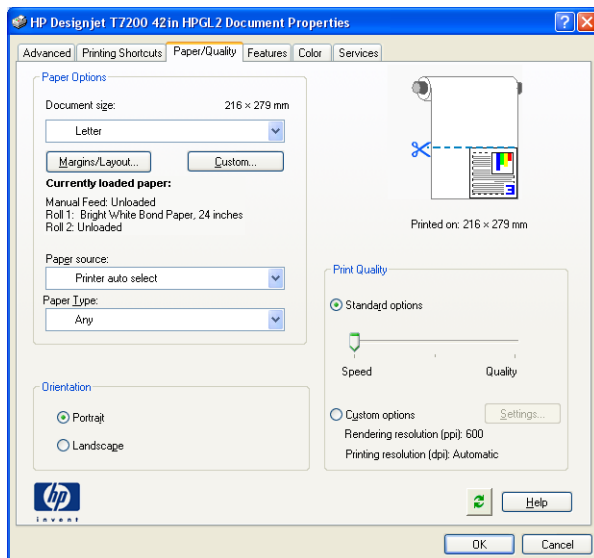 HP Designjet T7200 42in HPGL2 Document Properties
Advanced Printing Shortcuts Paper/Quality Features Color Services
Paper Options
Document size: 216 × 279 mm
Letter
Margins/Layout... Custom...
Currently loaded paper:
Manual Feed: Unloaded
Roll 1: Bright White Bond Paper, 24 inches
Roll 2: Unloaded
Paper source:
Printer auto select
Paper Type:
Any
Orientation
Portrait
Landscape
hp
invent
3
Printed on: 216 × 279 mm
Print Quality
Standard options
Speed Quality
Custom options Settings...
Rendering resolution (ppi): 600
Printing resolution (dpi): Automatic
Help
OK Cancel